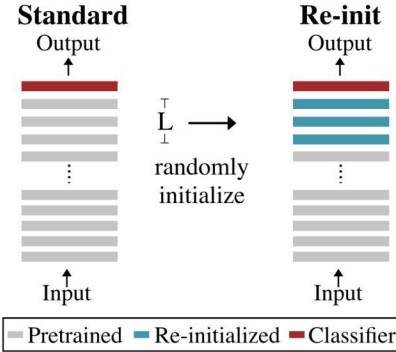 Standard
Re-init
Output
Output
L
randomly
initialize
Input
Input
Pretrained Re-initialized Classifier